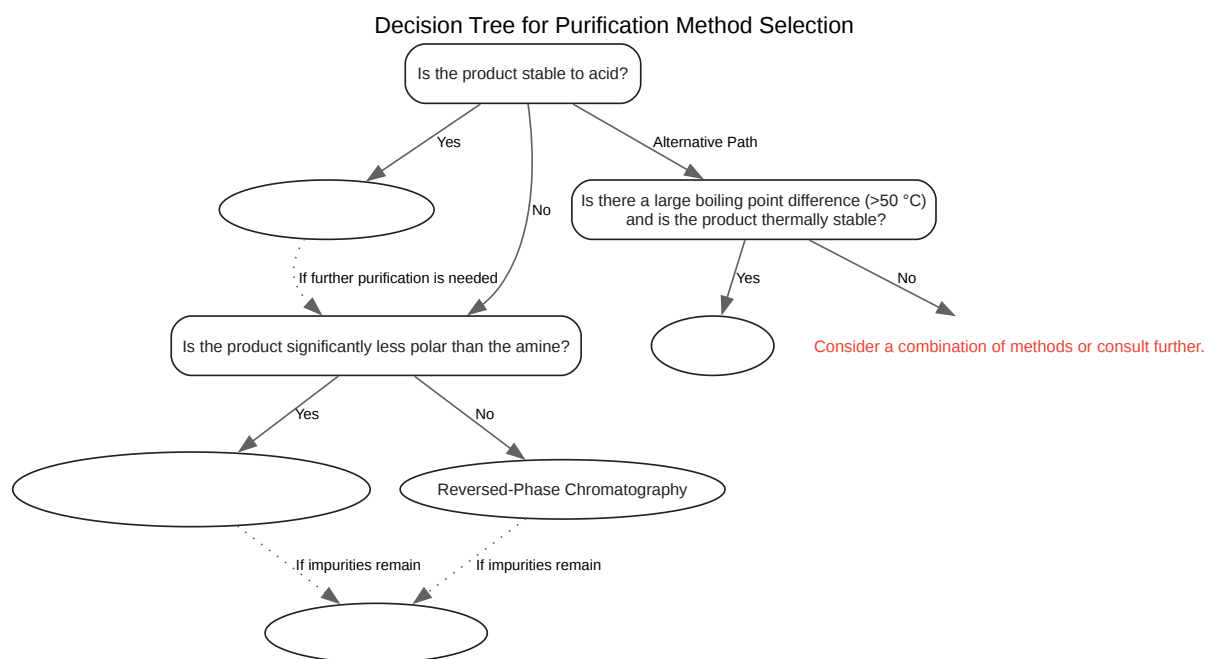 Decision Tree for Purification Method Selection
Is the product stable to acid?
Yes
Alternative Path
Is there a large boiling point difference (>50 °C)
and is the product thermally stable?
No
If further purification is needed
Yes
No
Is the product significantly less polar than the amine?
Consider a combination of methods or consult further.
Yes
No
Reversed-Phase Chromatography
If impurities remain
If impurities remain